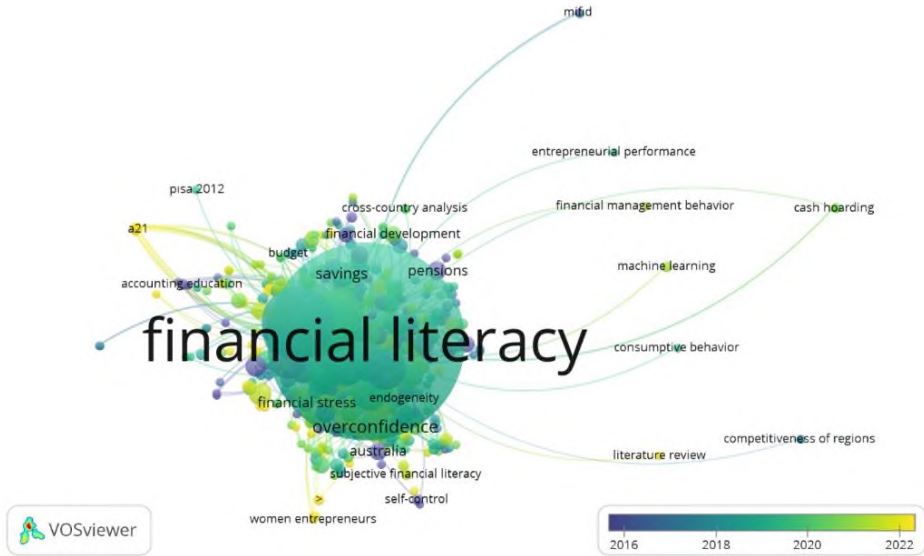 mifid
entrepreneurial performance
pisa 2012
cross-country analysis
financial management behavior
cash hoarding
a21
financial development
budget
savings
pensions
machine learning
accounting education
financial literacy
consumptive behavior
financial stress
endogeneity
overconfidence
competitiveness of regions
australia
literature review
subjective financial literacy
>
self-control
women entrepreneurs
VOSviewer
2016 2018 2020 2022